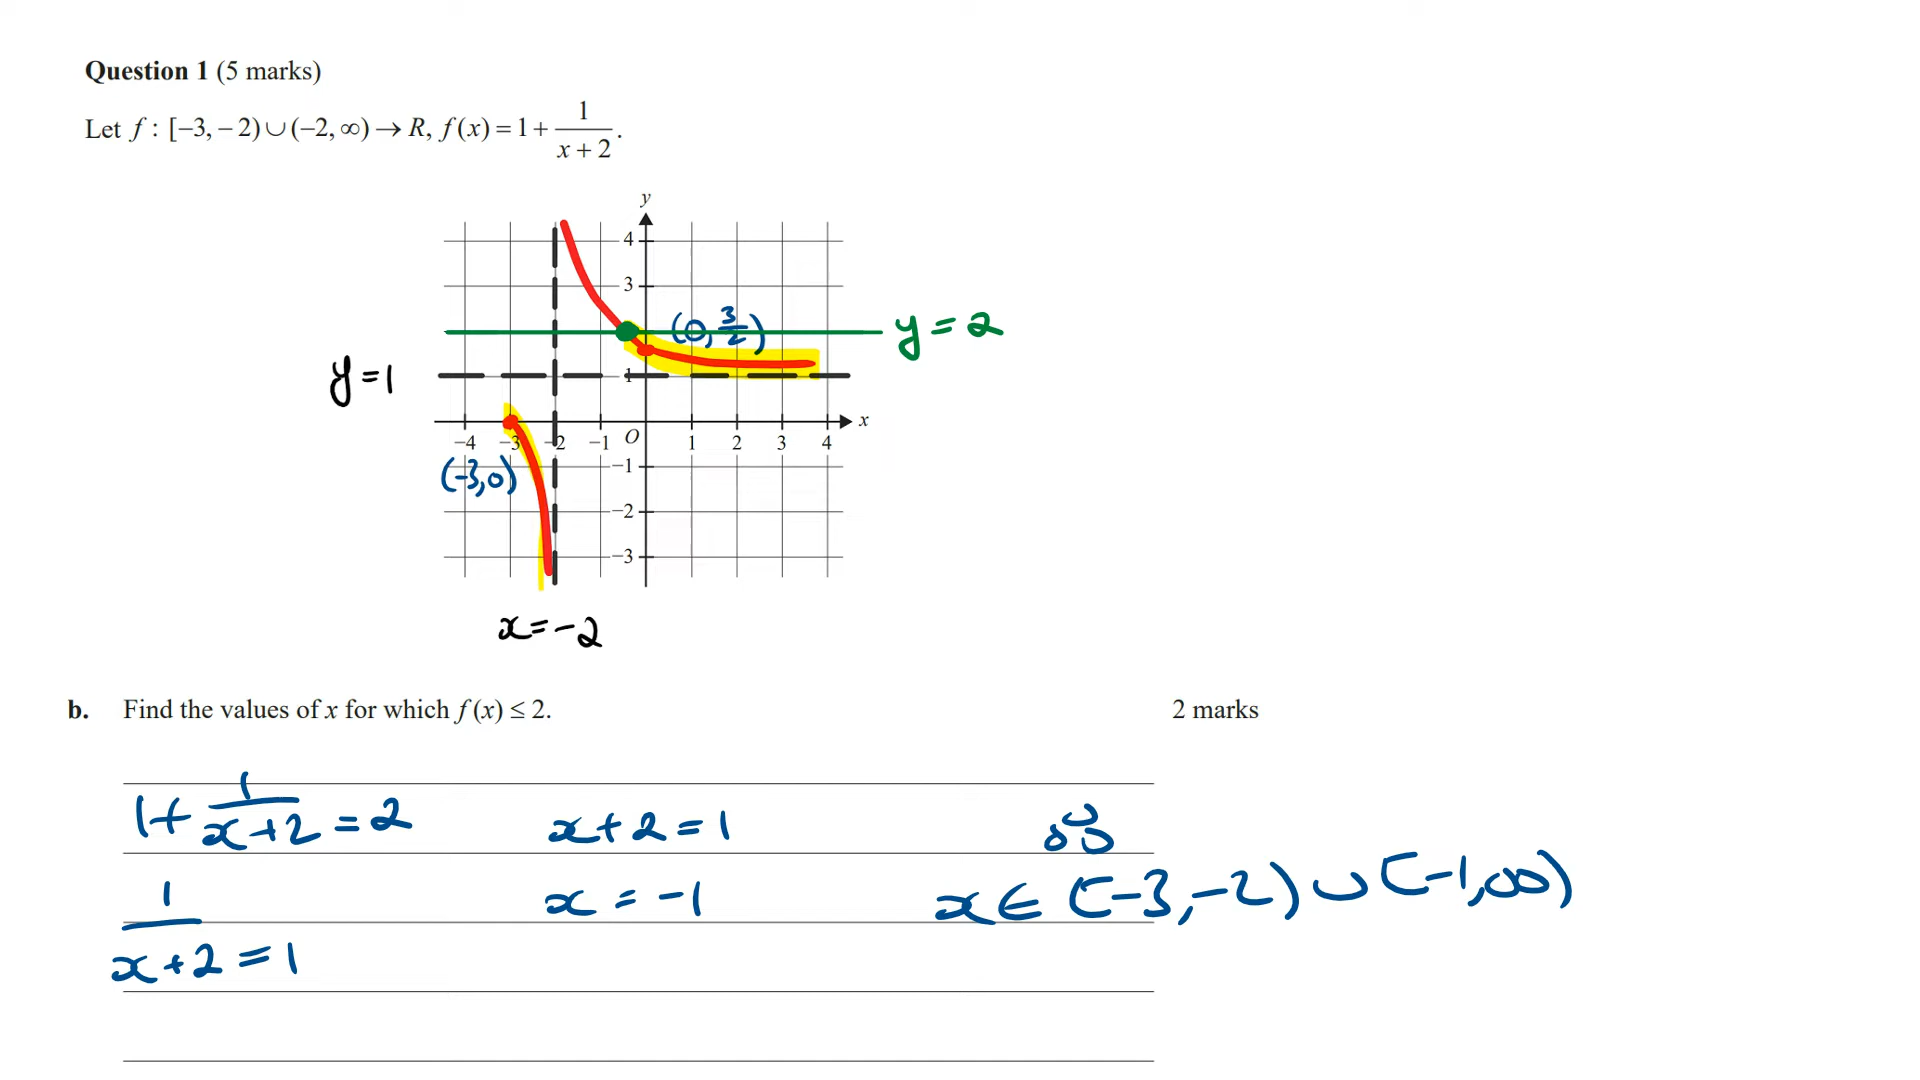 Question 1 (5 marks)
Let f : [−3, −2) ∪ (−2, ∞) → R, f(x) = 1 + 1/(x + 2).
y
4
3
(0, 3/2)
y = 2
y = 1
1
x
−4 −3 −2 −1 O 1 2 3 4
(-3,0)
−1
−2
−3
x = -2
b. Find the values of x for which f(x) ≤ 2. 2 marks
1 + 1/(x+2) = 2
x + 2 = 1
1/(x+2) = 1
x = -1
x ∈ [-3,-2) ∪ [-1,∞)